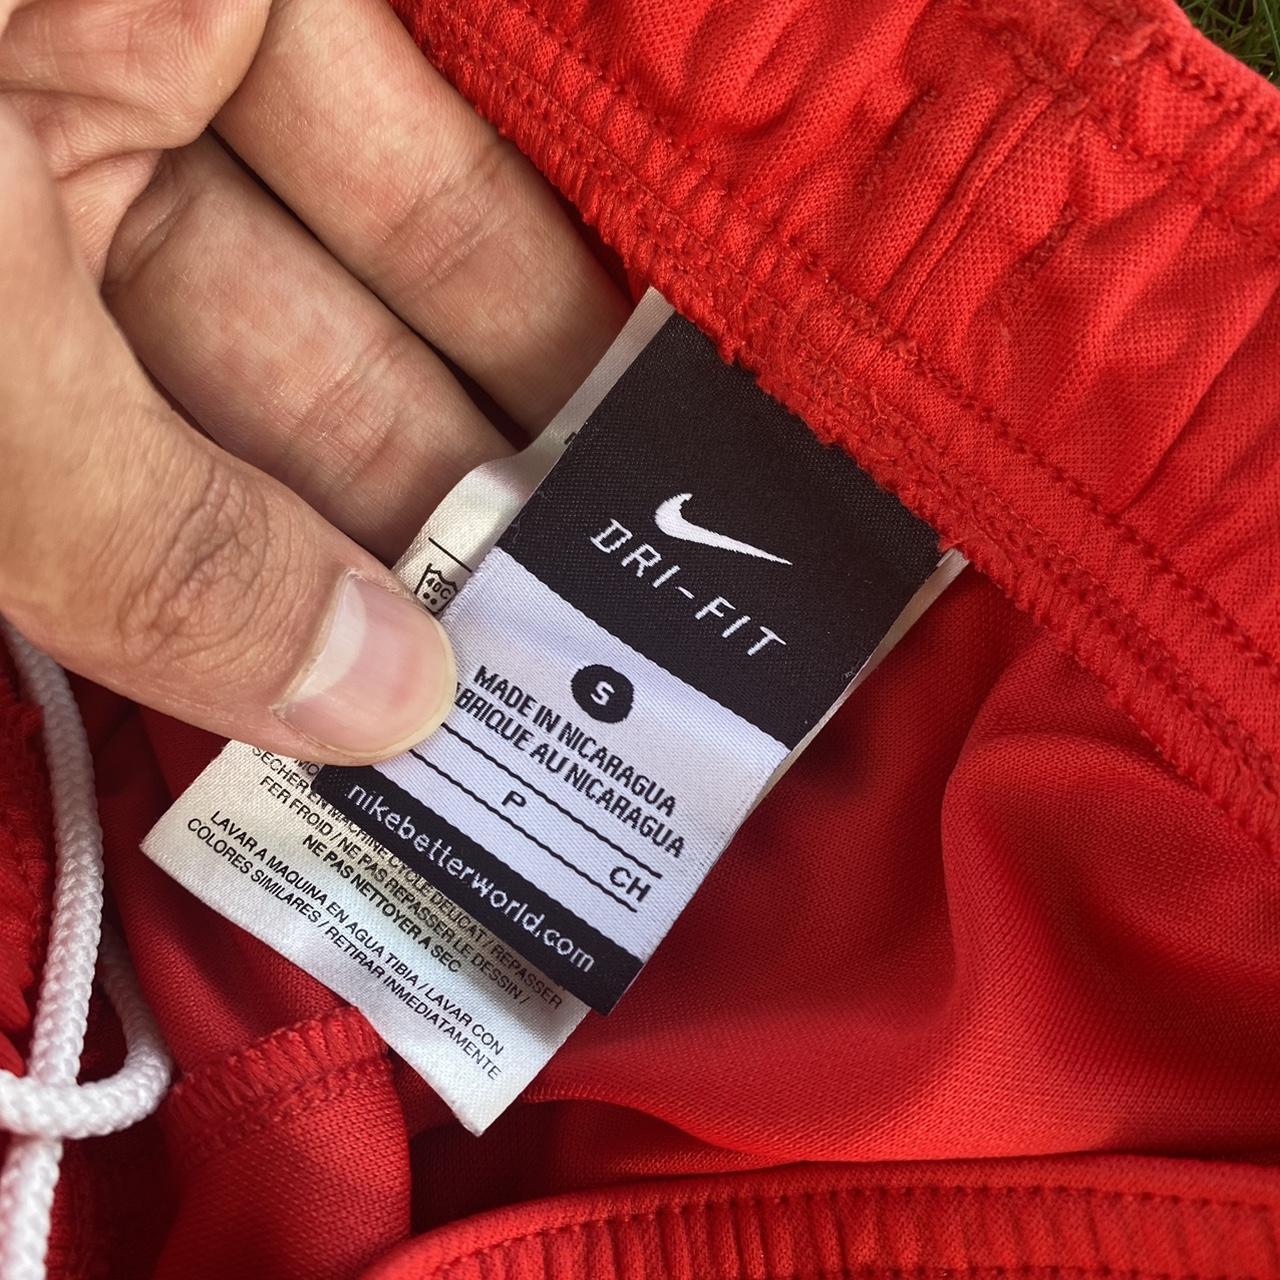 DRI-FIT
S
MADE IN NICARAGUA
BRIQUE AU NICARAGUA
P
CH
nikebetterworld.com
40C
SECHER EN MACHINE CYCLE DELICAT / REPASSER
FER FROID / NE PAS REPASSER LE DESSIN /
NE PAS NETTOYER A SEC
LAVAR A MAQUINA EN AGUA TIBIA / LAVAR CON
COLORES SIMILARES / RETIRAR INMEDIATAMENTE